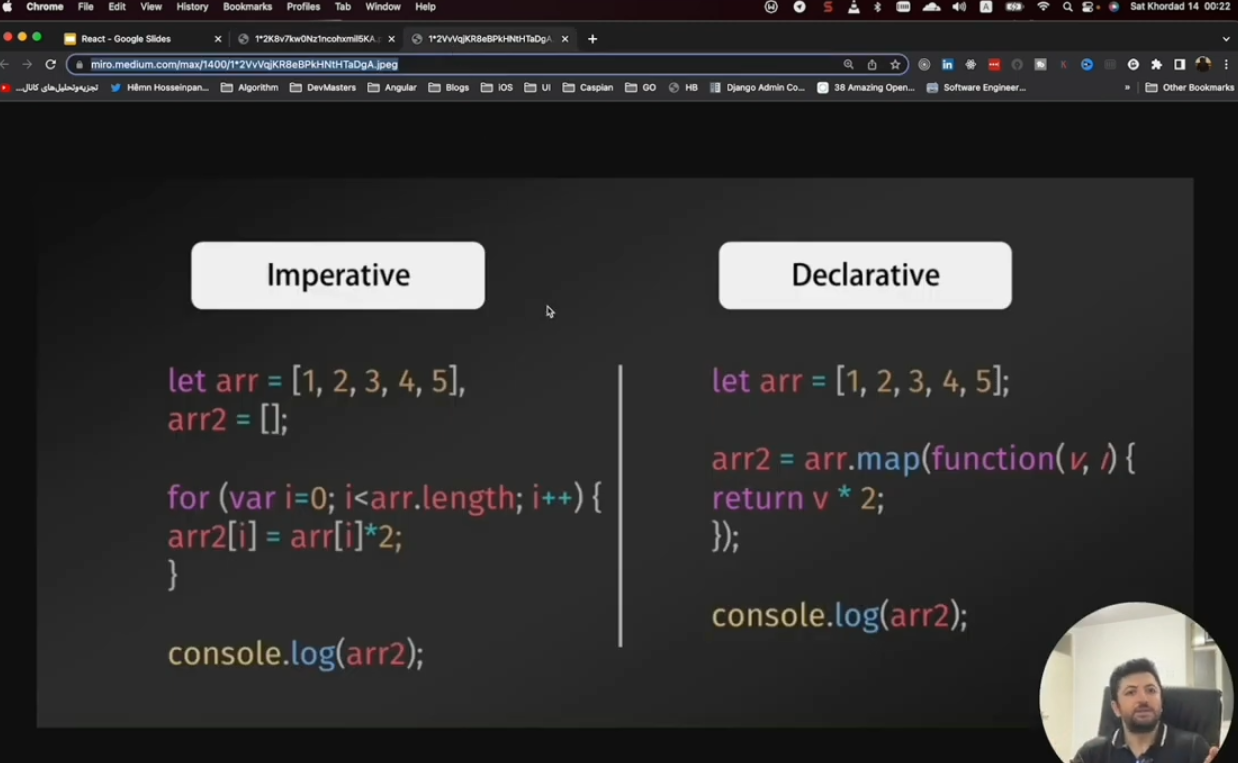 Chrome File Edit View History Bookmarks Profiles Tab Window Help Sat Khordad 14 00:22
React - Google Slides 1*2K8v7kw0Nz1ncohxmil5KA. 1*2VvVqjKR8eBPkHNtHTaDgA.
miro.medium.com/max/1400/1*2VvVqjKR8eBPkHNtHTaDgA.jpeg
تجزیه‌وتحلیل‌های کانال... Hêmn Hosseinpan... Algorithm DevMasters Angular Blogs iOS UI Caspian GO HB Django Admin Co... 38 Amazing Open... Software Engineer... » Other Bookmarks
Imperative
let arr = [1, 2, 3, 4, 5],
arr2 = [];
for (var i=0; i<arr.length; i++) {
arr2[i] = arr[i]*2;
}
console.log(arr2);
Declarative
let arr = [1, 2, 3, 4, 5];
arr2 = arr.map(function(v, i) {
return v * 2;
});
console.log(arr2);